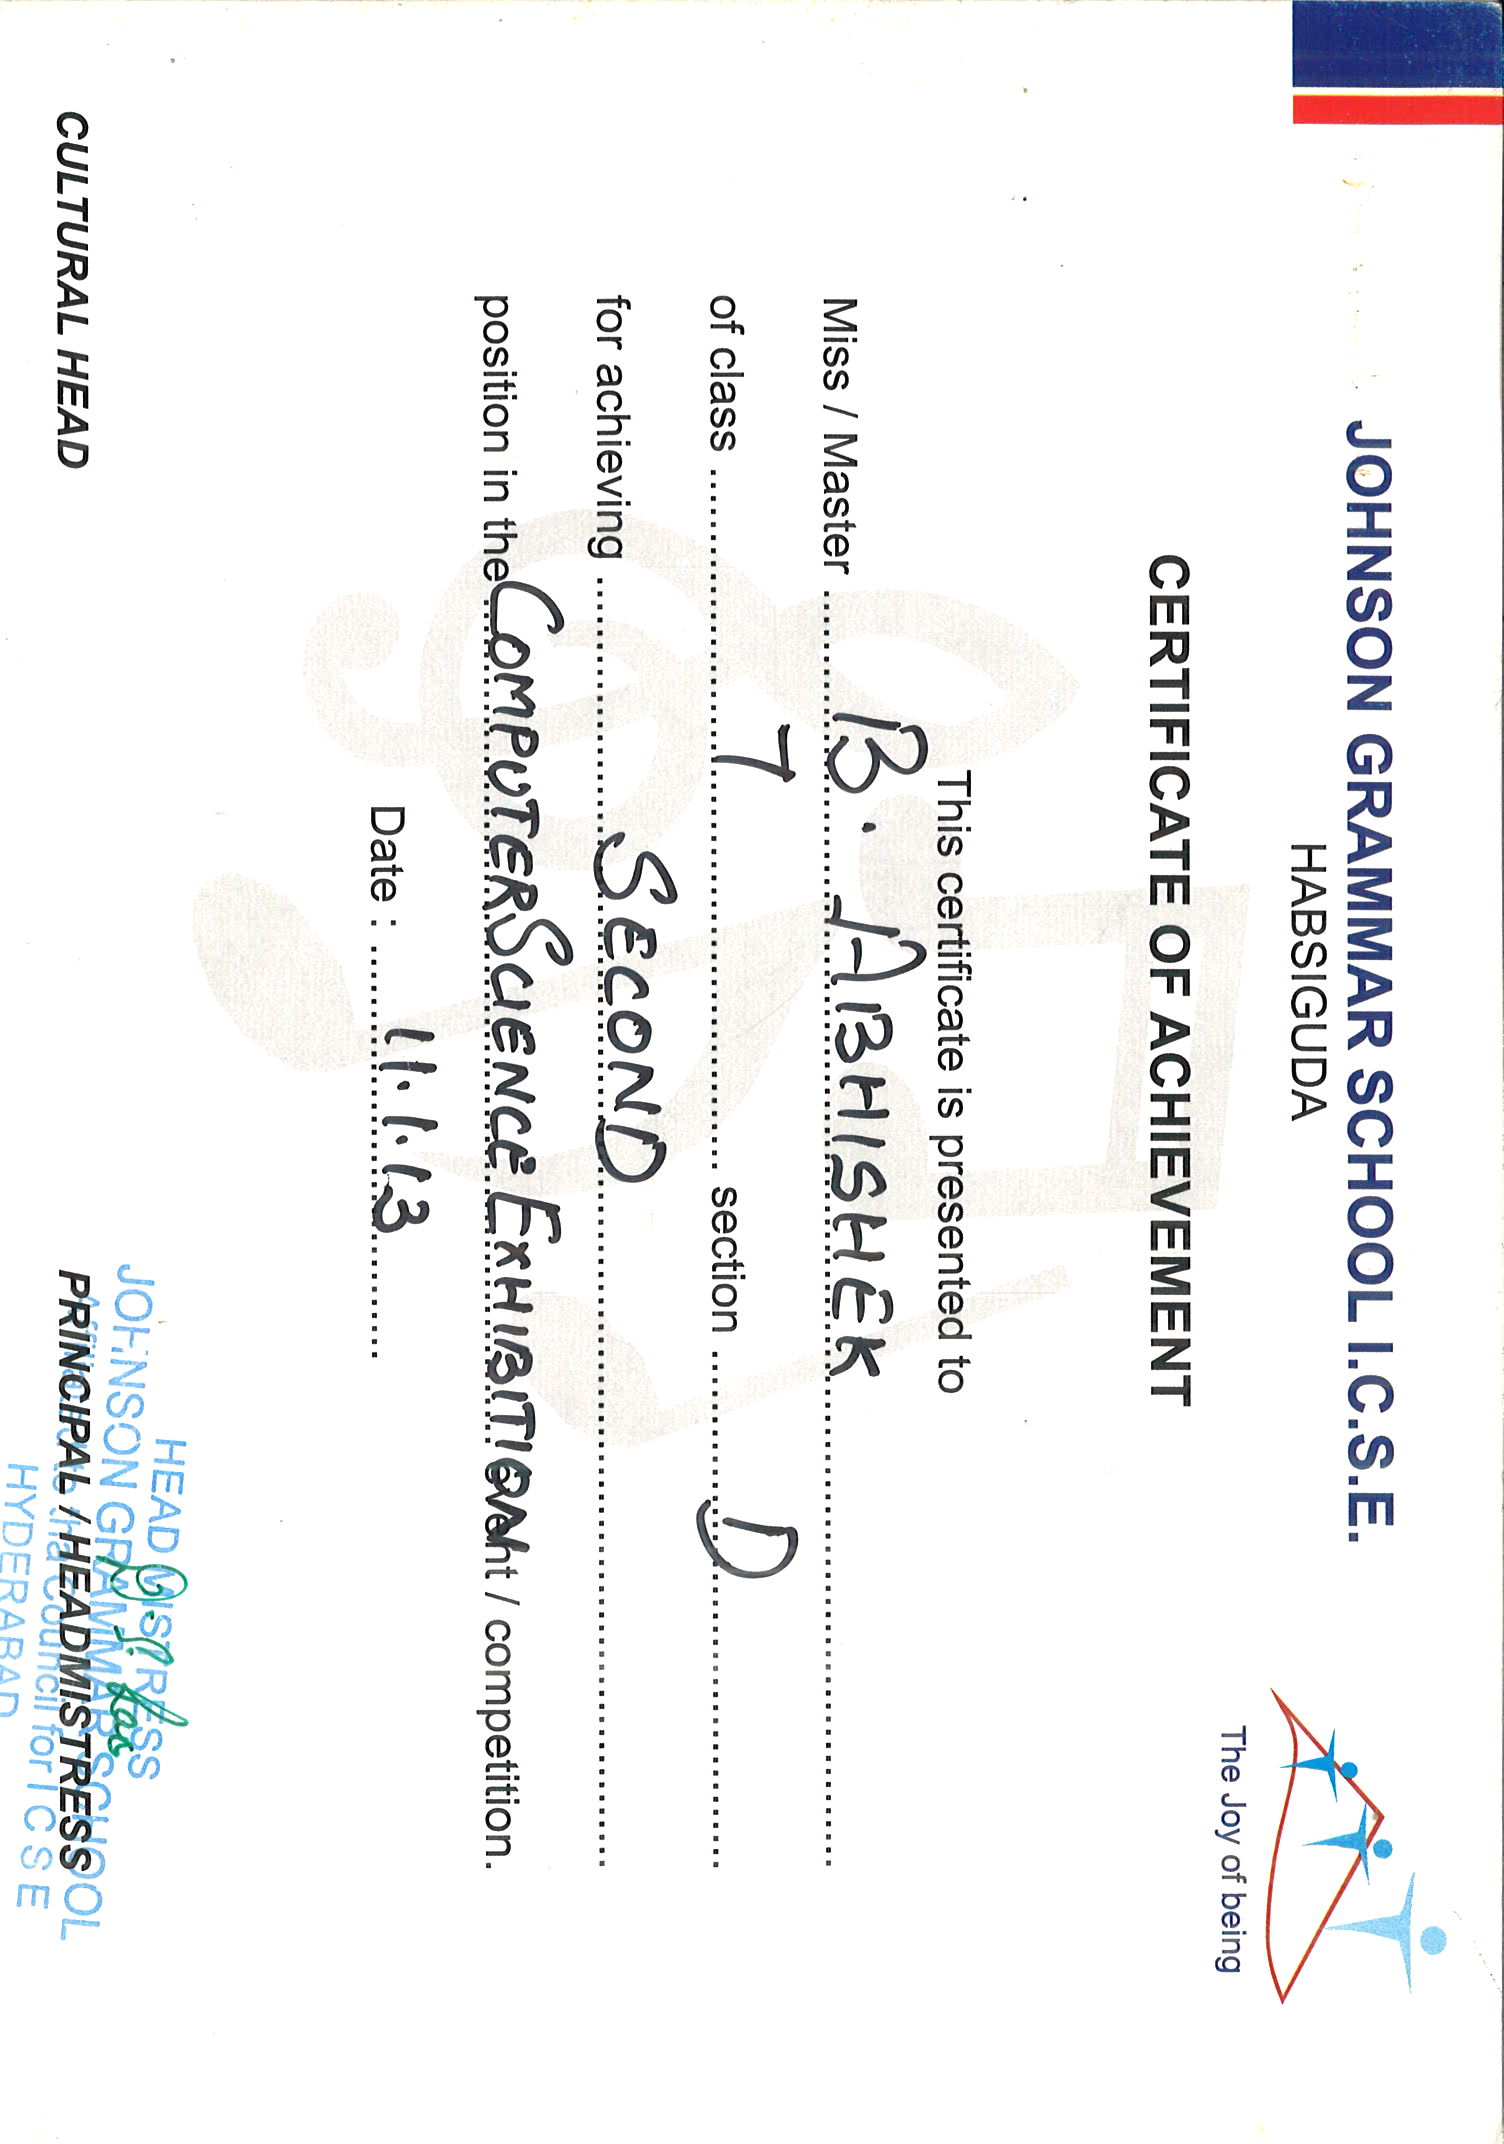 JOHNSON GRAMMAR SCHOOL I.C.S.E.
HABSIGUDA
The Joy of being
CERTIFICATE OF ACHIEVEMENT
This certificate is presented to
Miss / Master B. ABHISHEK
of class 7 section D
for achieving SECOND
position in the COMPUTER SCIENCE EXHIBITION event / competition.
Date : 11.1.13
HEAD MISTRESS
JOHNSON GRAMMAR SCHOOL
Affiliated to tha Council for I C S E
HYDERABAD
CULTURAL HEAD
PRINCIPAL / HEADMISTRESS